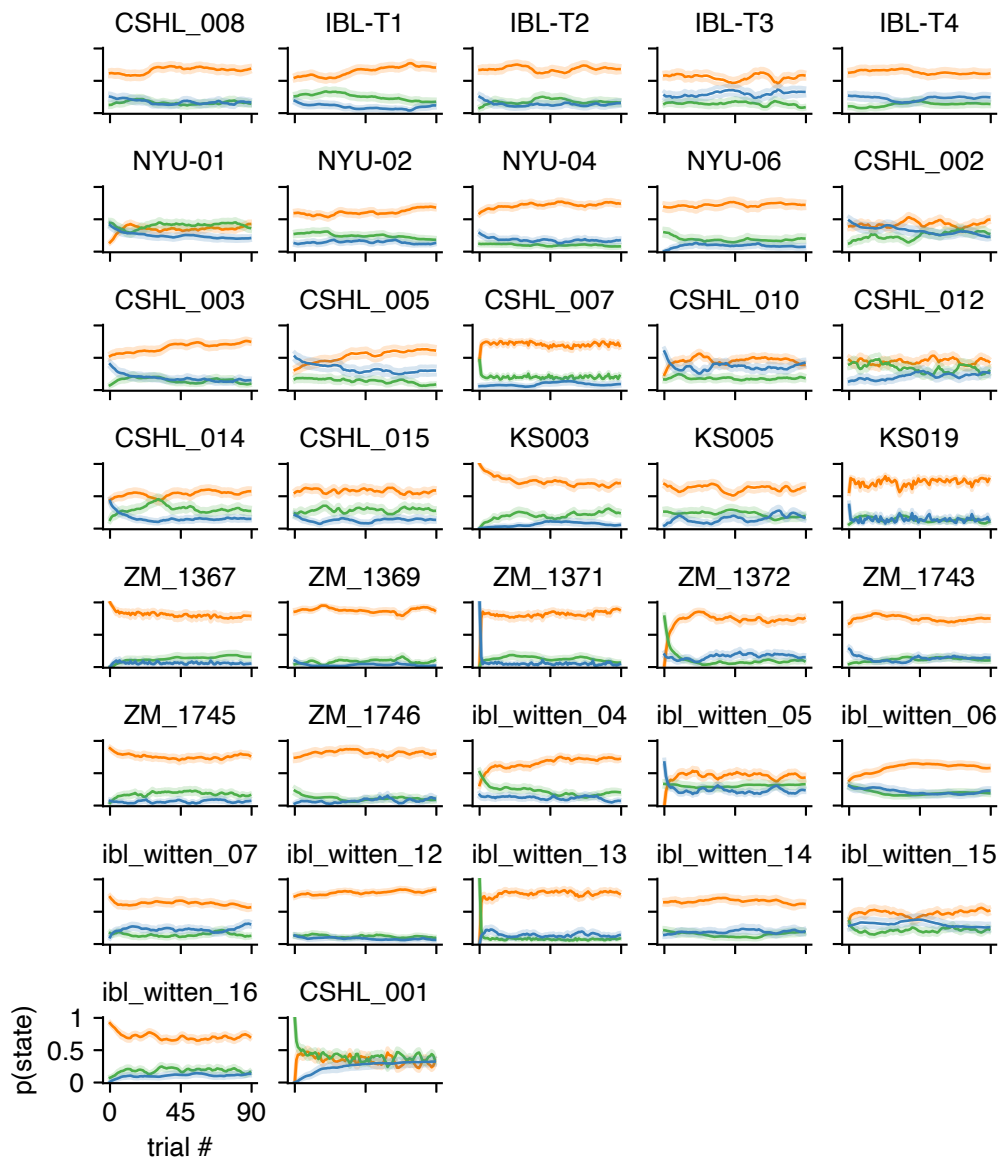 CSHL_008 IBL-T1 IBL-T2 IBL-T3 IBL-T4
NYU-01 NYU-02 NYU-04 NYU-06 CSHL_002
CSHL_003 CSHL_005 CSHL_007 CSHL_010 CSHL_012
CSHL_014 CSHL_015 KS003 KS005 KS019
ZM_1367 ZM_1369 ZM_1371 ZM_1372 ZM_1743
ZM_1745 ZM_1746 ibl_witten_04 ibl_witten_05 ibl_witten_06
ibl_witten_07 ibl_witten_12 ibl_witten_13 ibl_witten_14 ibl_witten_15
ibl_witten_16 CSHL_001
p(state)
1
0.5
0
0 45 90
trial #